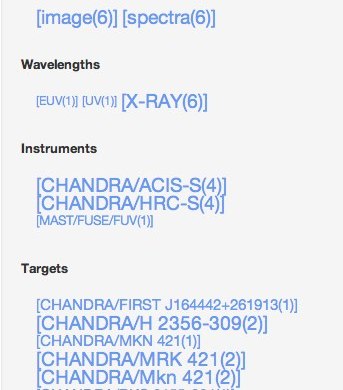 [image(6)] [spectra(6)]
Wavelengths
[EUV(1)] [UV(1)] [X-RAY(6)]
Instruments
[CHANDRA/ACIS-S(4)]
[CHANDRA/HRC-S(4)]
[MAST/FUSE/FUV(1)]
Targets
[CHANDRA/FIRST J164442+261913(1)]
[CHANDRA/H 2356-309(2)]
[CHANDRA/MKN 421(1)]
[CHANDRA/MRK 421(2)]
[CHANDRA/Mkn 421(2)]